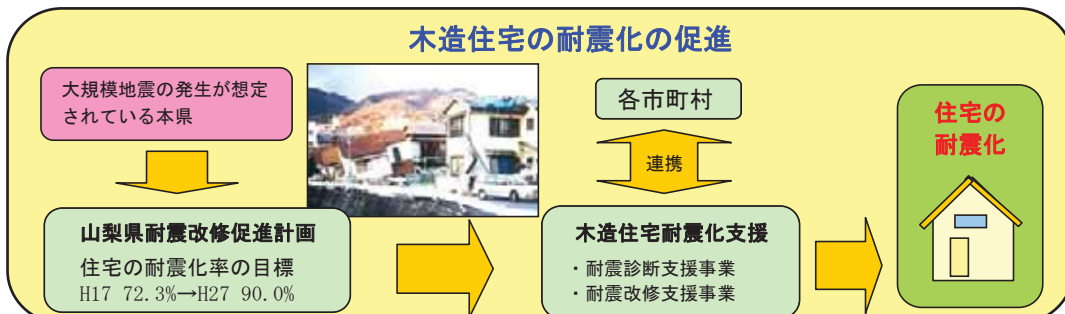 木造住宅の耐震化の促進
大規模地震の発生が想定
されている本県
各市町村
連携
山梨県耐震改修促進計画
住宅の耐震化率の目標
H17 72.3%→H27 90.0%
木造住宅耐震化支援
・耐震診断支援事業
・耐震改修支援事業
住宅の
耐震化